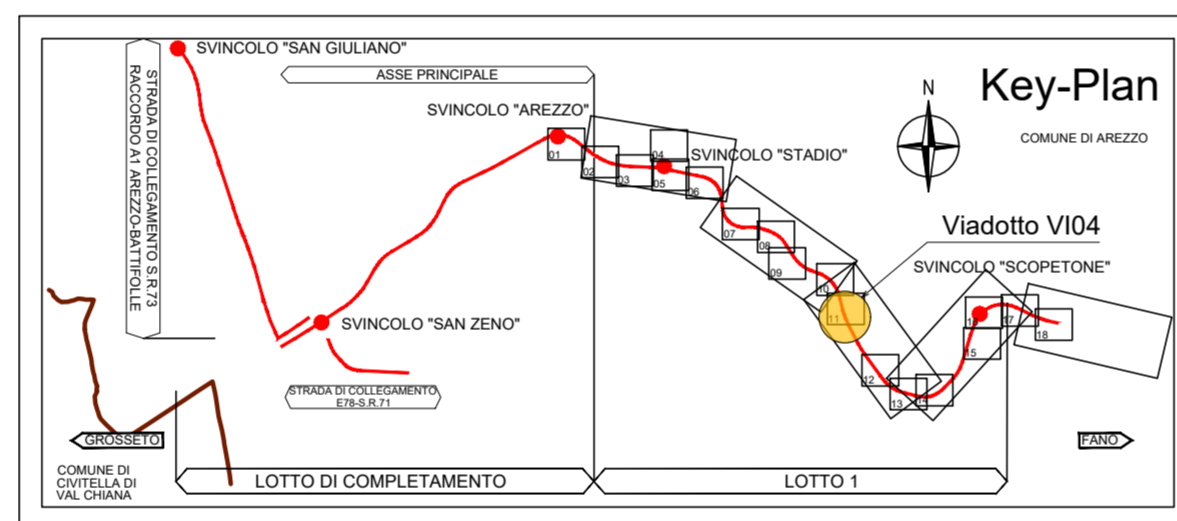 SVINCOLO "SAN GIULIANO"
STRADA DI COLLEGAMENTO S.R.73
RACCORDO A1 AREZZO-BATTIFOLLE
ASSE PRINCIPALE
SVINCOLO "AREZZO"
N
Key-Plan
COMUNE DI AREZZO
01
02
03
04
05
06
SVINCOLO "STADIO"
07
08
09
10
11
Viadotto VI04
SVINCOLO "SCOPETONE"
12
13
14
15
16
17
18
SVINCOLO "SAN ZENO"
STRADA DI COLLEGAMENTO
E78-S.R.71
GROSSETO
FANO
COMUNE DI
CIVITELLA DI
VAL CHIANA
LOTTO DI COMPLETAMENTO
LOTTO 1